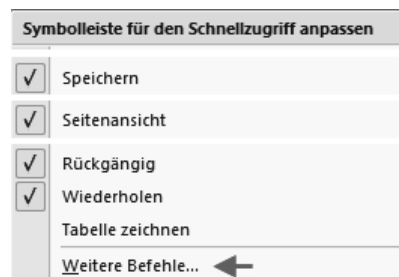 Symbolleiste für den Schnellzugriff anpassen
Speichern
Seitenansicht
Rückgängig
Wiederholen
Tabelle zeichnen
Weitere Befehle...